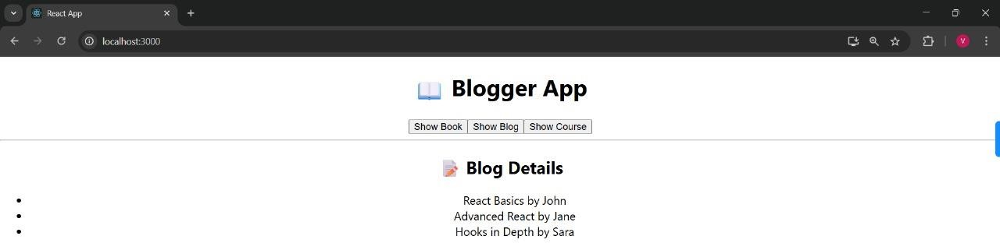 React App
localhost:3000
V
📖 Blogger App
Show Book Show Blog Show Course
📝 Blog Details
• React Basics by John
• Advanced React by Jane
• Hooks in Depth by Sara